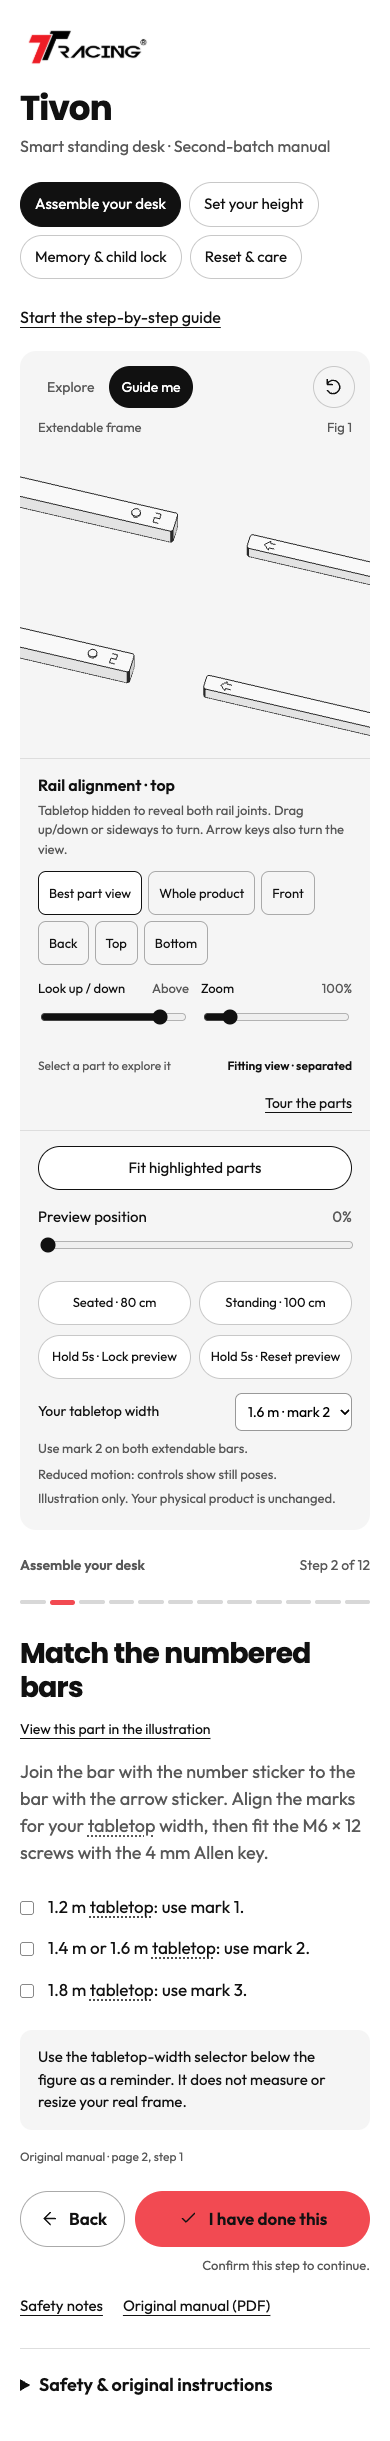 TTRACING®
Tivon
Smart standing desk · Second-batch manual
Assemble your desk
Set your height
Memory & child lock
Reset & care
Start the step-by-step guide
Explore
Guide me
Extendable frame
Fig 1
2
2
Rail alignment · top
Tabletop hidden to reveal both rail joints. Drag
up/down or sideways to turn. Arrow keys also turn the
view.
Best part view
Whole product
Front
Back
Top
Bottom
Look up / down
Above
Zoom
100%
Select a part to explore it
Fitting view · separated
Tour the parts
Fit highlighted parts
Preview position
0%
Seated · 80 cm
Standing · 100 cm
Hold 5s · Lock preview
Hold 5s · Reset preview
Your tabletop width
1.6 m · mark 2
Use mark 2 on both extendable bars.
Reduced motion: controls show still poses.
Illustration only. Your physical product is unchanged.
Assemble your desk
Step 2 of 12
Match the numbered
bars
View this part in the illustration
Join the bar with the number sticker to the
bar with the arrow sticker. Align the marks
for your tabletop width, then fit the M6 × 12
screws with the 4 mm Allen key.
1.2 m tabletop: use mark 1.
1.4 m or 1.6 m tabletop: use mark 2.
1.8 m tabletop: use mark 3.
Use the tabletop-width selector below the
figure as a reminder. It does not measure or
resize your real frame.
Original manual · page 2, step 1
Back
I have done this
Confirm this step to continue.
Safety notes
Original manual (PDF)
Safety & original instructions